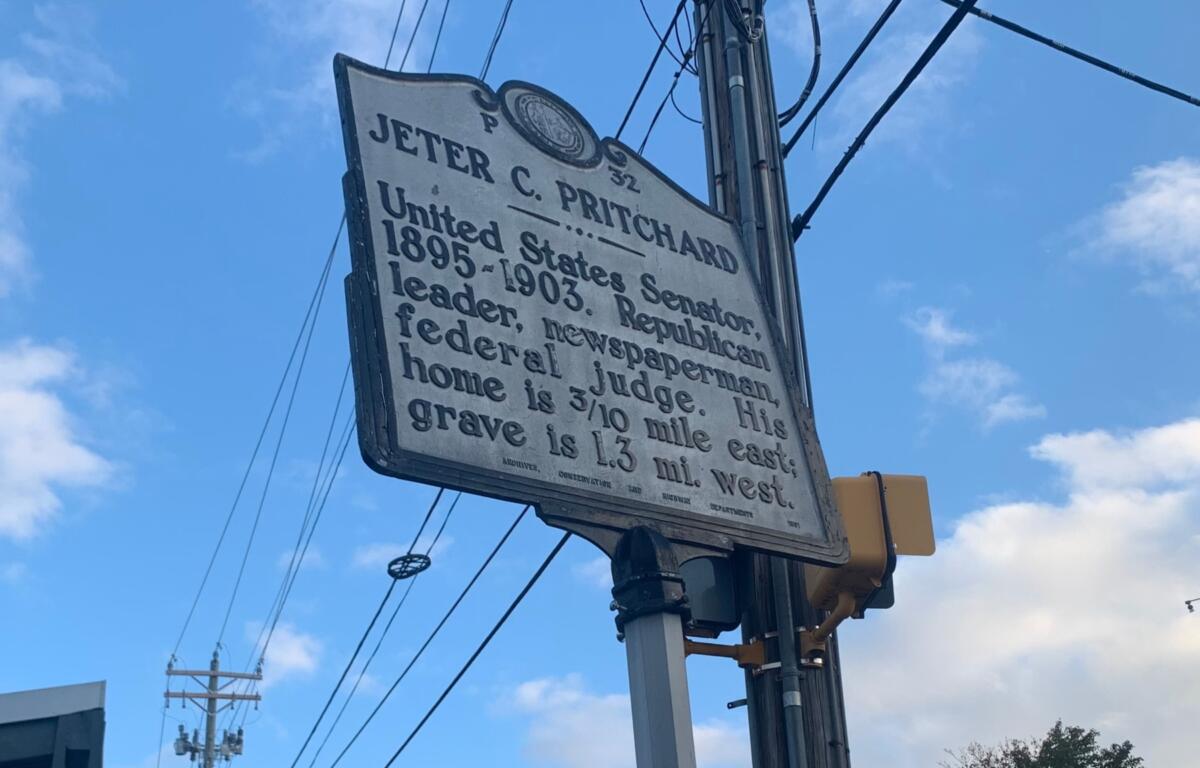 P
32
JETER C. PRITCHARD
United States Senator,
1895-1903. Republican
leader, newspaperman,
federal judge. His
home is 3/10 mile east;
grave is 1.3 mi. west.
ARCHIVES, CONSERVATION AND HIGHWAY DEPARTMENTS